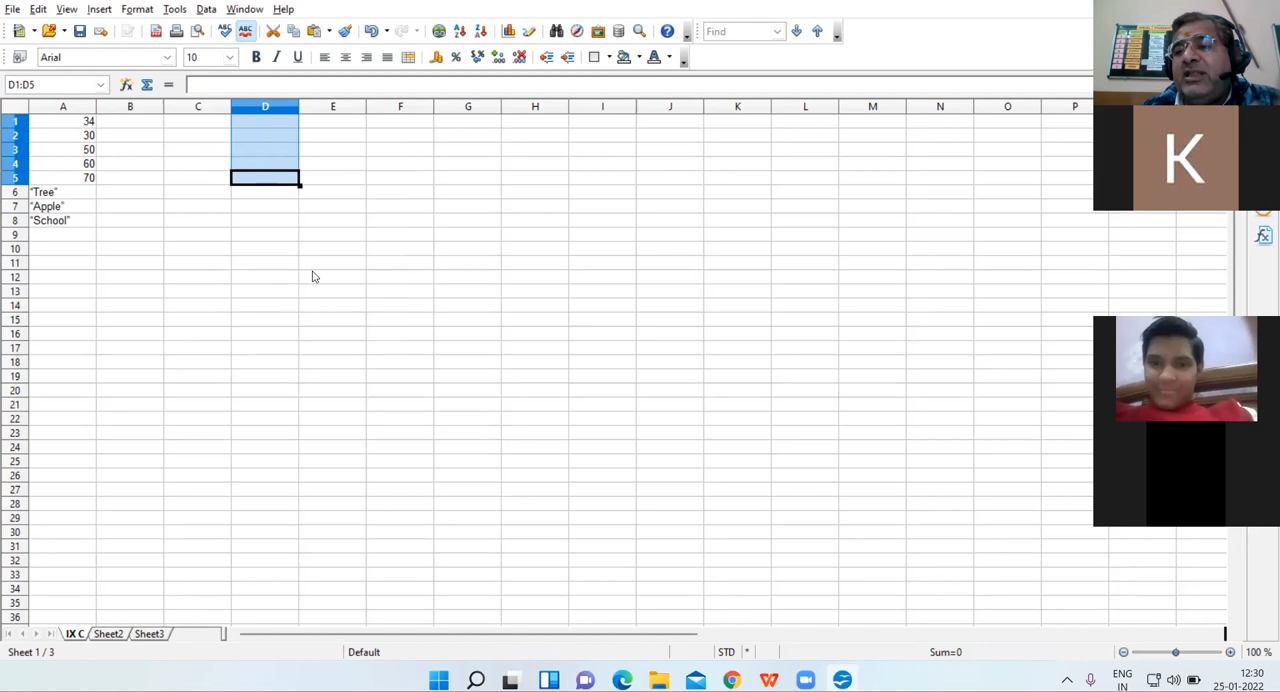 File Edit View Insert Format Tools Data Window Help
Find
Arial 10
D1:D5
A B C D E F G H I J K L M N O P
1 34
2 30
3 50
4 60
5 70
6 “Tree”
7 “Apple”
8 “School”
9
10
11
12
13
14
15
16
17
18
19
20
21
22
23
24
25
26
27
28
29
30
31
32
33
34
35
36
K
IX C Sheet2 Sheet3
Sheet 1 / 3 Default STD * Sum=0 100 %
ENG
IN
12:30
25-01-2022